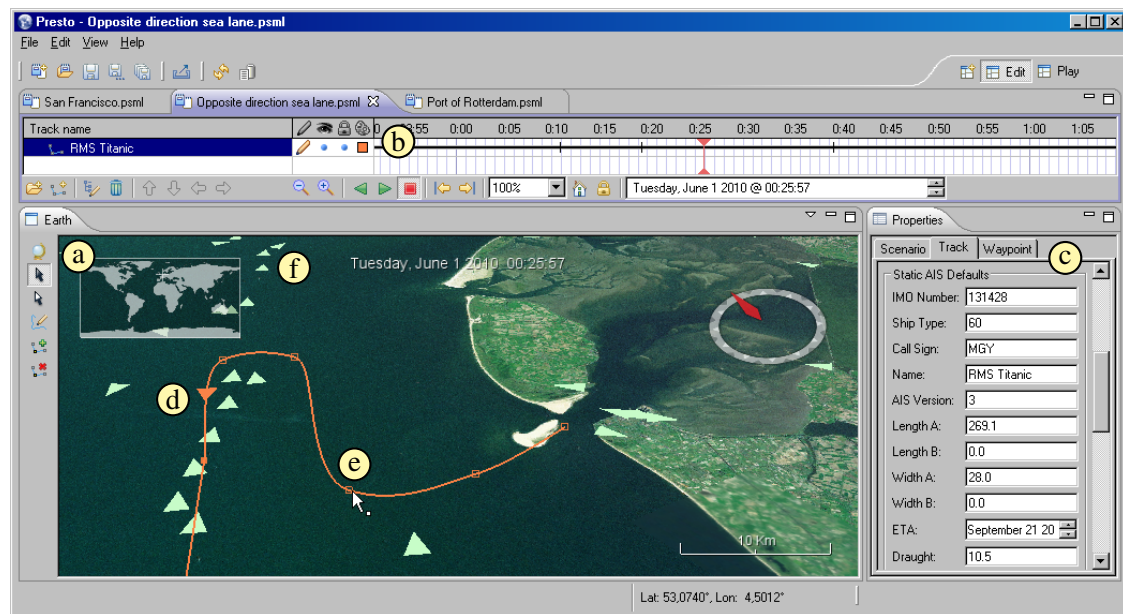 Presto - Opposite direction sea lane.psml
File Edit View Help
Edit Play
San Francisco.psml Opposite direction sea lane.psml Port of Rotterdam.psml
Track name 0:55 0:00 0:05 0:10 0:15 0:20 0:25 0:30 0:35 0:40 0:45 0:50 0:55 1:00 1:05
b
RMS Titanic
100% Tuesday, June 1 2010 @ 00:25:57
Earth
Properties
a
f
Tuesday, June 1 2010 00:25:57
Scenario Track Waypoint
c
Static AIS Defaults
IMO Number: 131428
Ship Type: 60
Call Sign: MGY
Name: RMS Titanic
AIS Version: 3
d
Length A: 269.1
Length B: 0.0
e
Width A: 28.0
Width B: 0.0
ETA: September 21 20
10 Km
Draught: 10.5
Lat: 53,0740°, Lon: 4,5012°